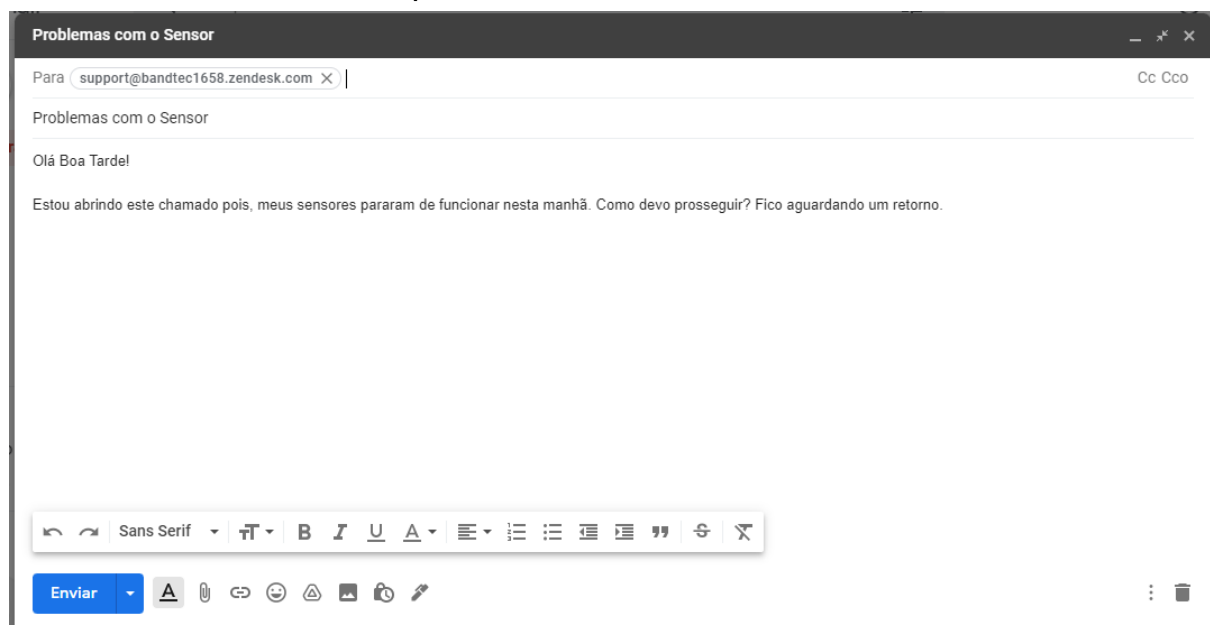 Problemas com o Sensor
Para support@bandtec1658.zendesk.com Cc Cco
Problemas com o Sensor
Olá Boa Tarde!
Estou abrindo este chamado pois, meus sensores pararam de funcionar nesta manhã. Como devo prosseguir? Fico aguardando um retorno.
Sans Serif B I U A
Enviar A